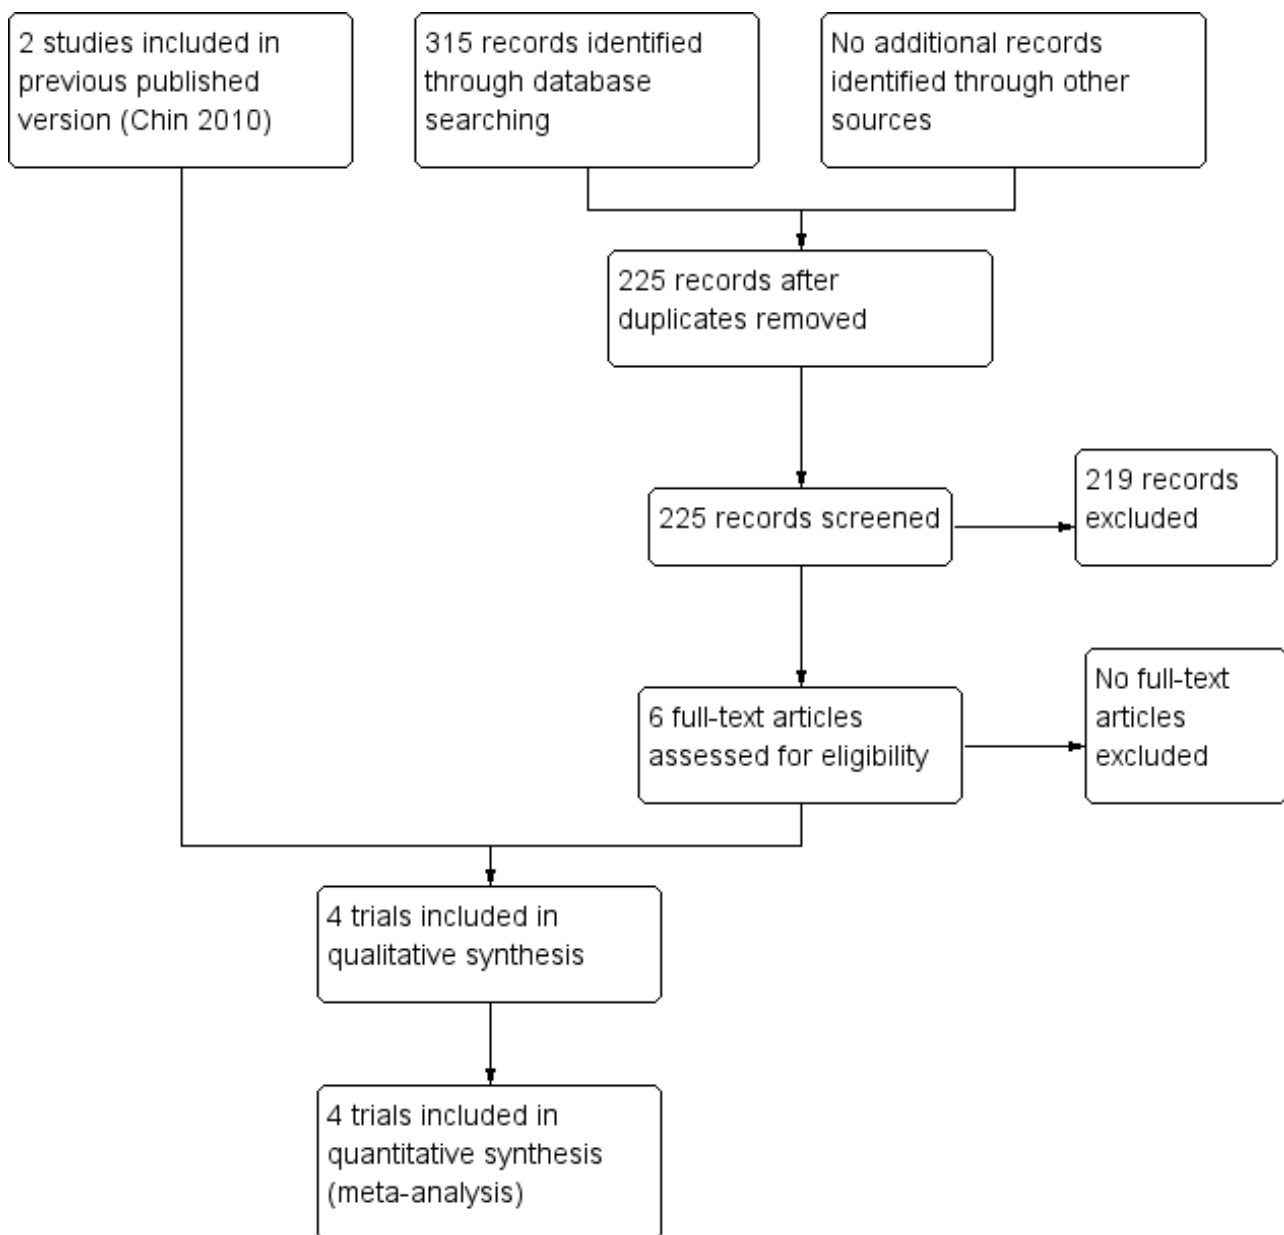 2 studies included in
previous published
version (Chin 2010)
315 records identified
through database
searching
No additional records
identified through other
sources
225 records after
duplicates removed
225 records screened
219 records
excluded
6 full-text articles
assessed for eligibility
No full-text
articles
excluded
4 trials included in
qualitative synthesis
4 trials included in
quantitative synthesis
(meta-analysis)